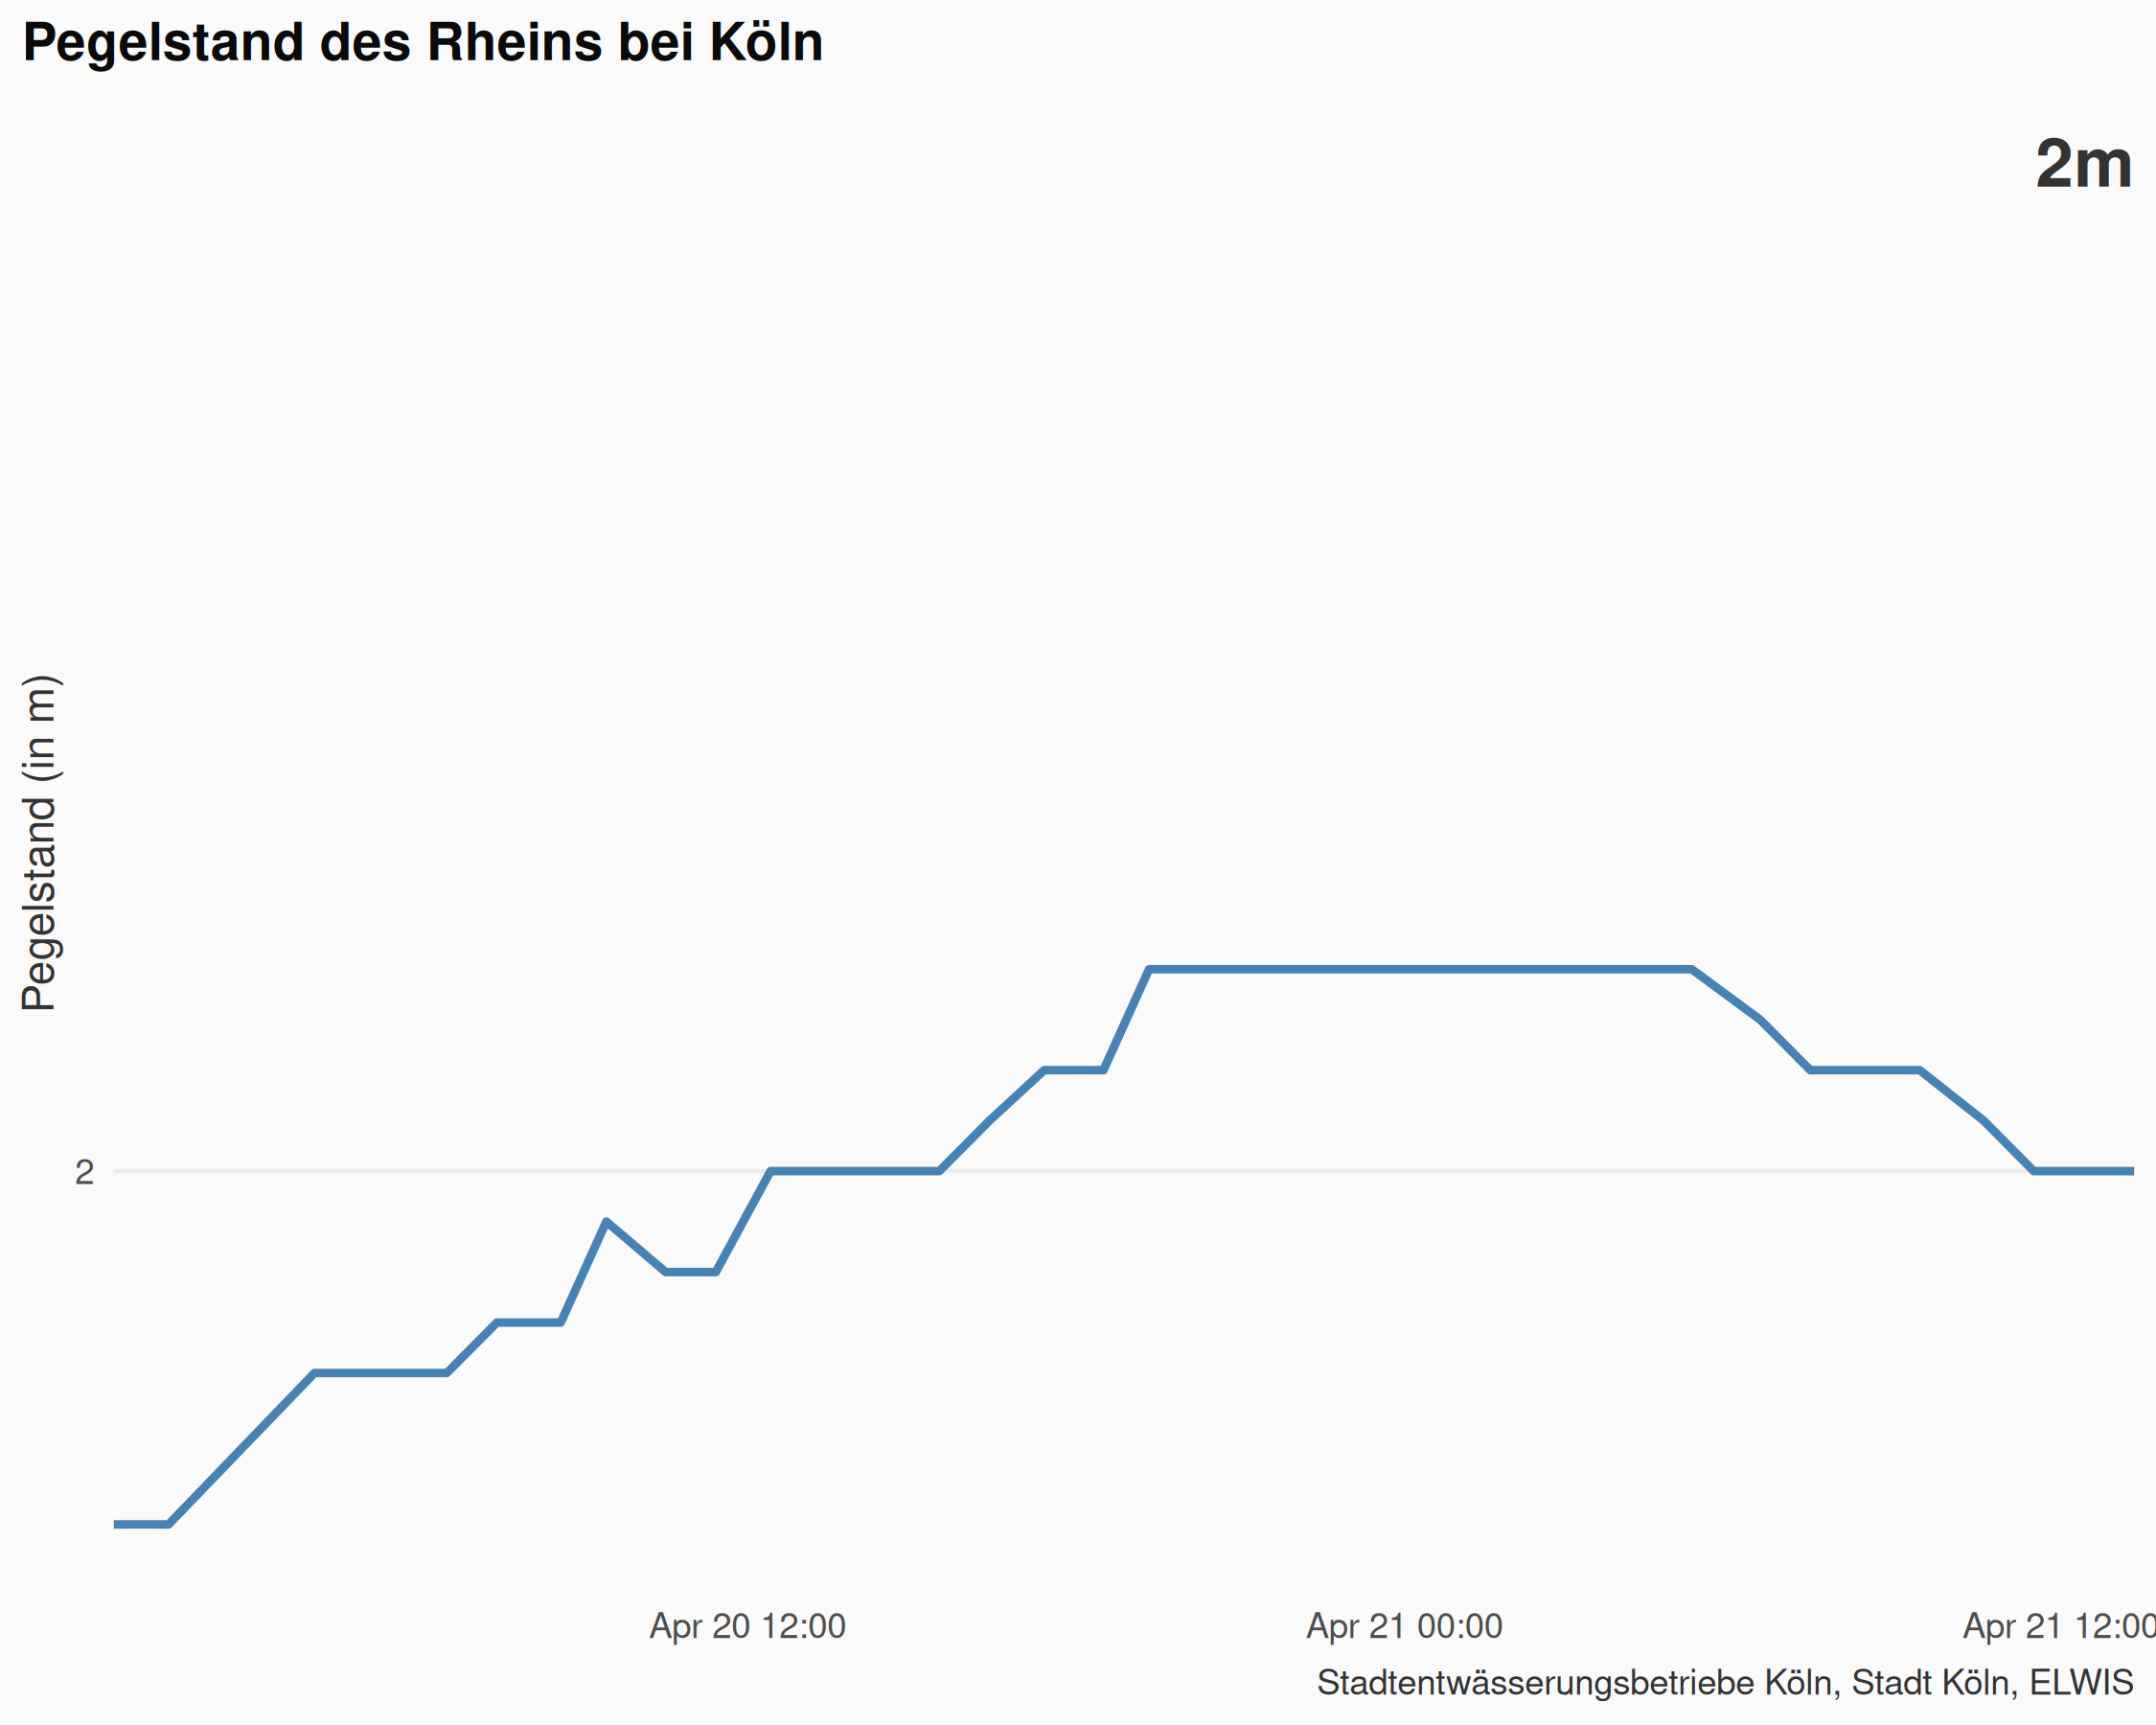 Pegelstand des Rheins bei Köln
2m
Pegelstand (in m)
2
Apr 20 12:00
Apr 21 00:00
Apr 21 12:00
Stadtentwässerungsbetriebe Köln, Stadt Köln, ELWIS